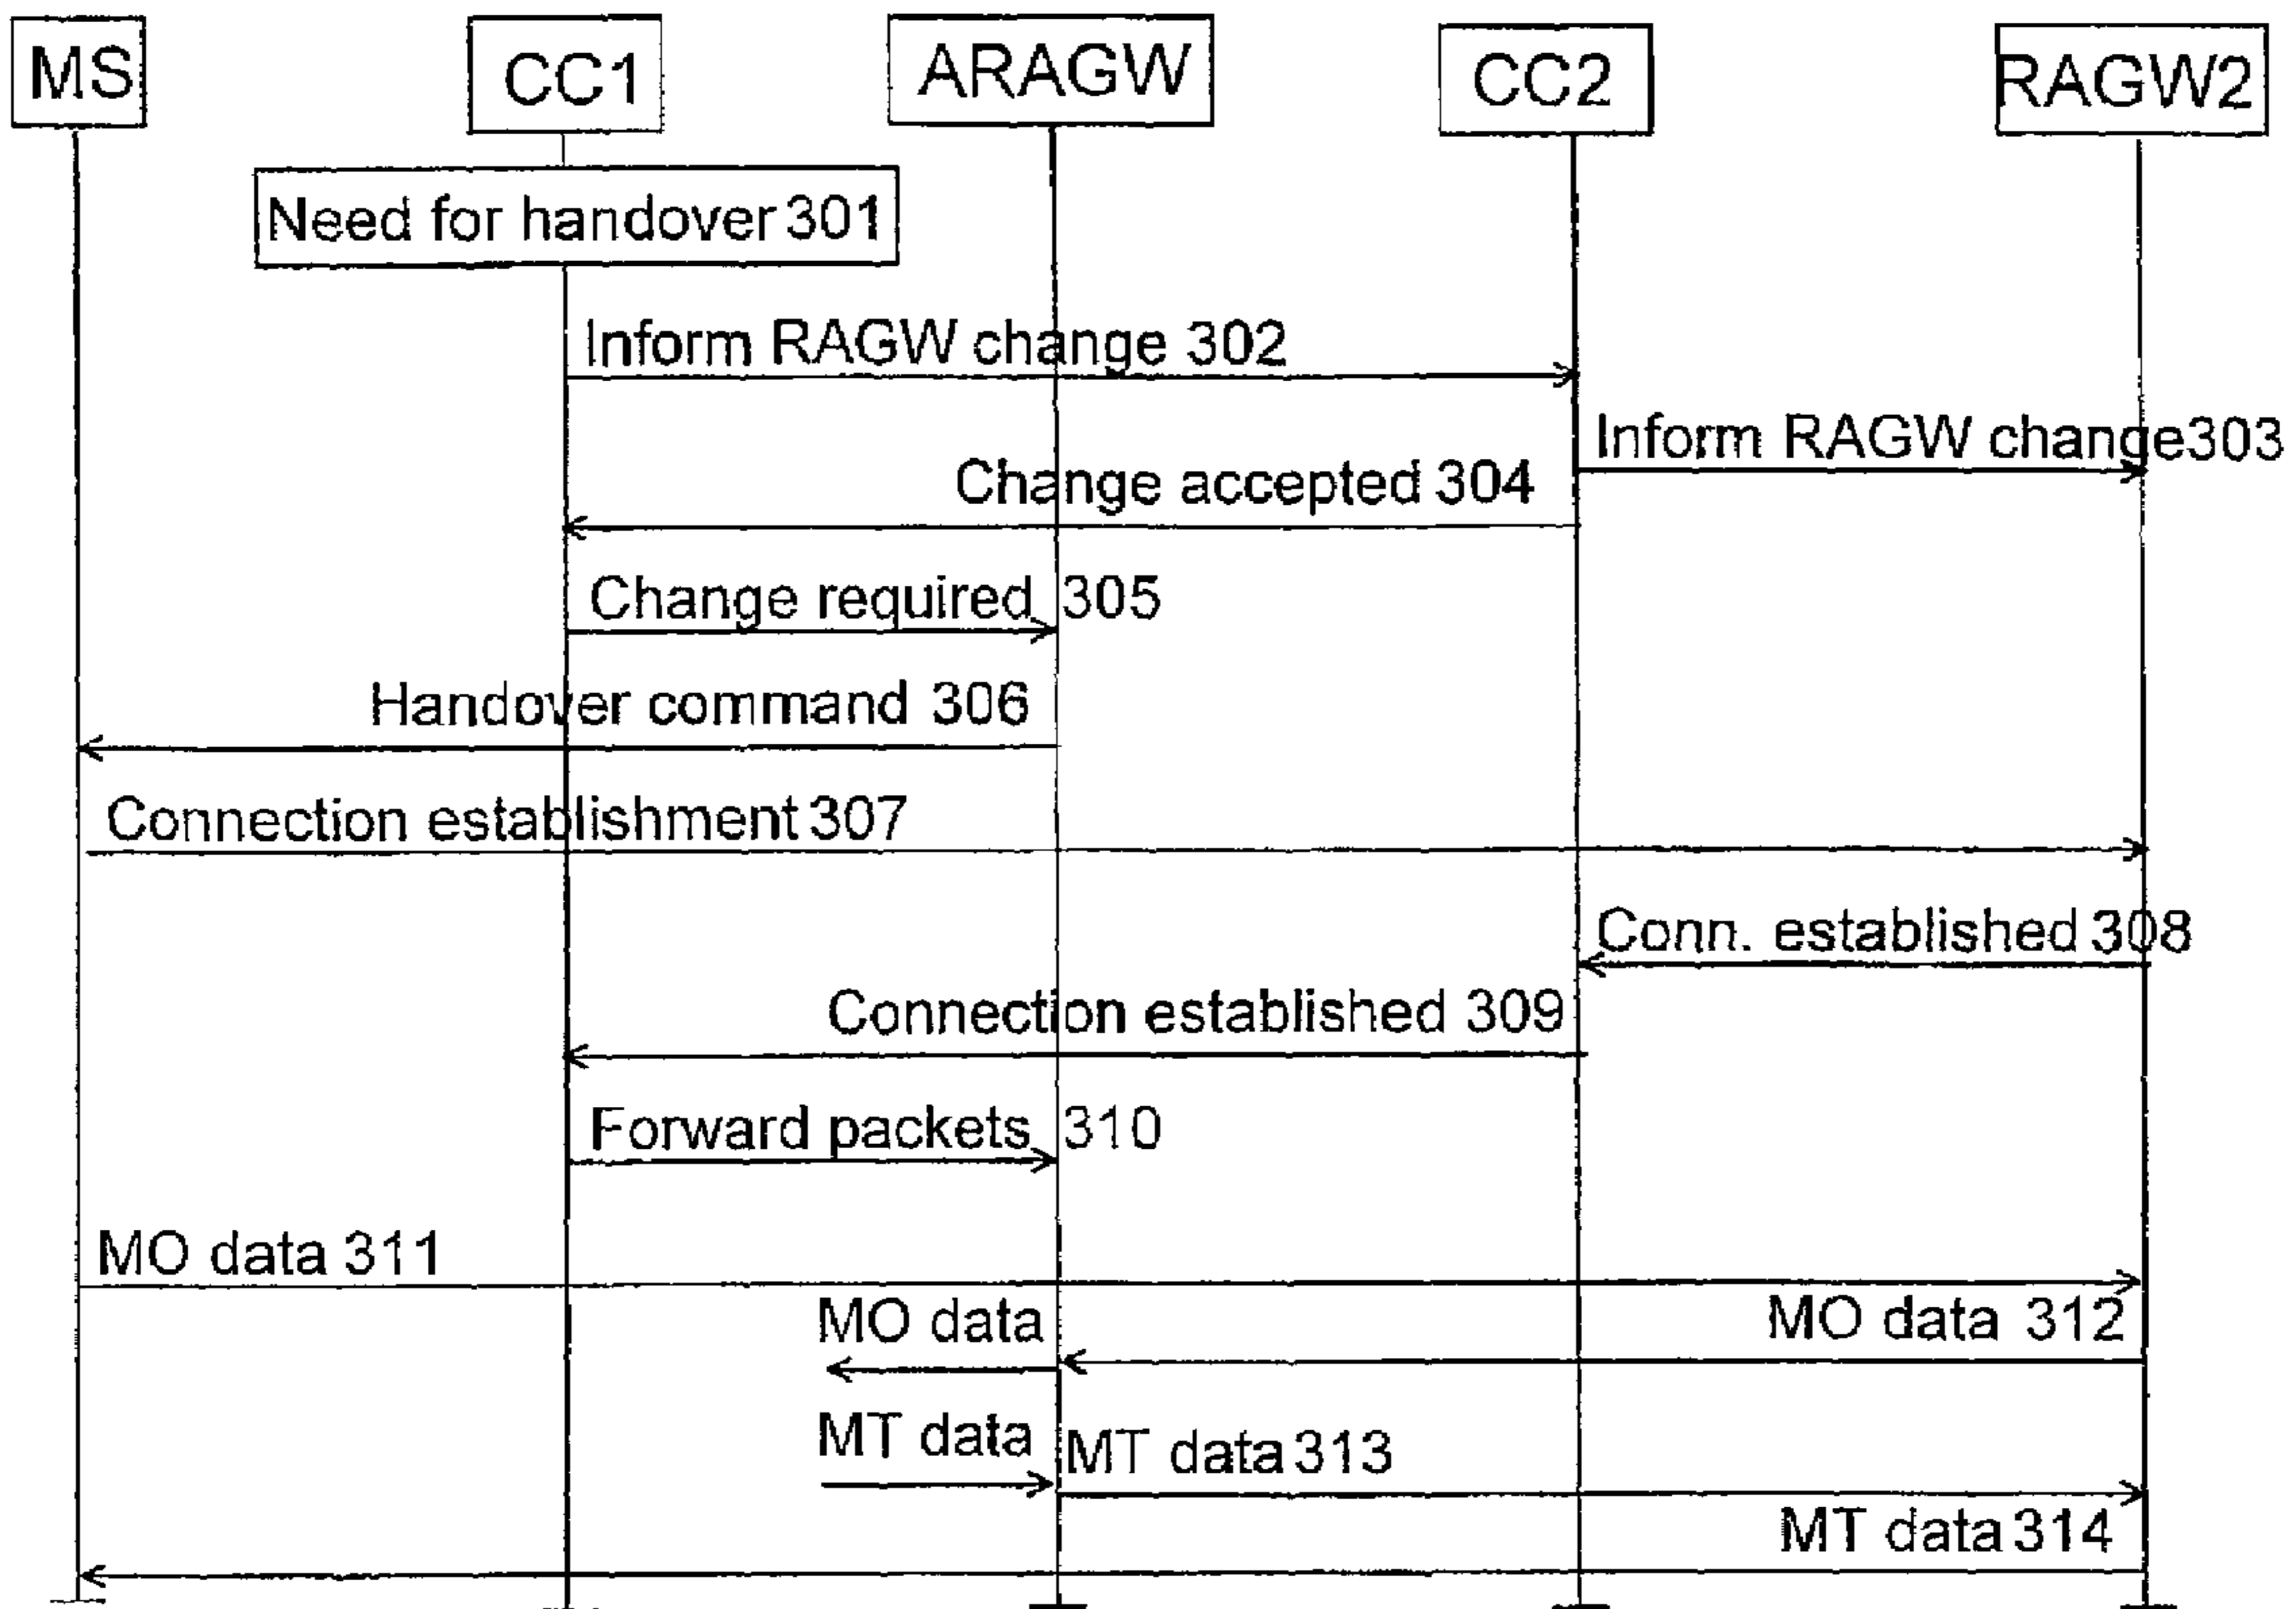 MS CC1 ARAGW CC2 RAGW2
Need for handover 301
Inform RAGW change 302
Inform RAGW change 303
Change accepted 304
Change required 305
Handover command 306
Connection establishment 307
Conn. established 308
Connection established 309
Forward packets 310
MO data 311
MO data MO data 312
MT data MT data 313
MT data 314